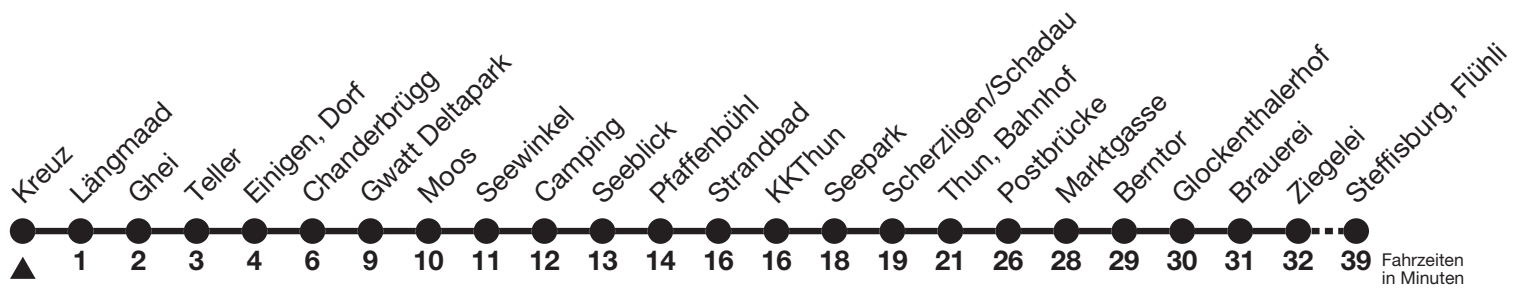 Kreuz
Längmaad
Ghei
Teller
Einigen, Dorf
Chanderbrügg
Gwatt Deltapark
Moos
Seewinkel
Camping
Seeblick
Pfaffenbühl
Strandbad
KKThun
Seepark
Scherzligen/Schadau
Thun, Bahnhof
Postbrücke
Marktgasse
Berntor
Glockenthalerhof
Brauerei
Ziegelei
Steffisburg, Flühli
1 2 3 4 6 9 10 11 12 13 14 16 16 18 19 21 26 28 29 30 31 32 39 Fahrzeiten
in Minuten